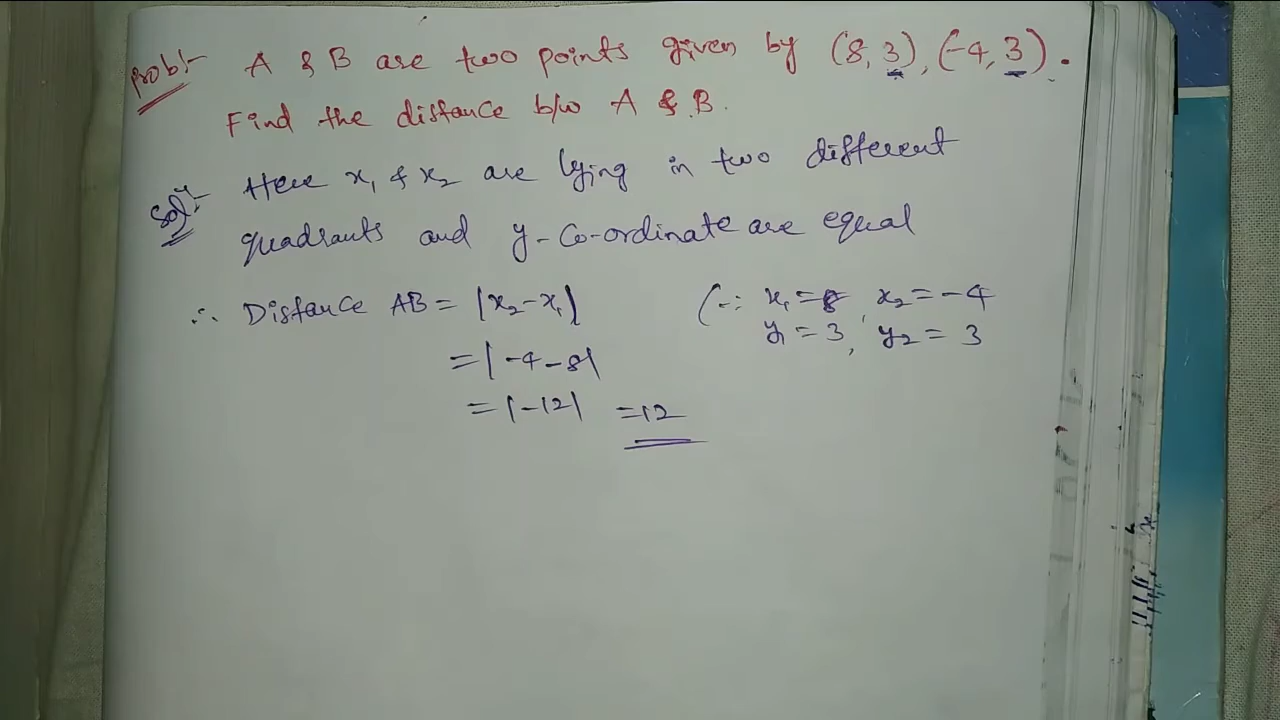 Prob:- A & B are two points given by (8, 3), (-4, 3).
Find the distance b/w A & B.
Sol:- Here x₁ & x₂ are lying in two different
quadrants and y-Co-ordinate are equal
∴ Distance AB = |x₂-x₁| (∵ x₁=8, x₂=-4
y₁=3, y₂=3
=|-4-8|
=|-12| =12